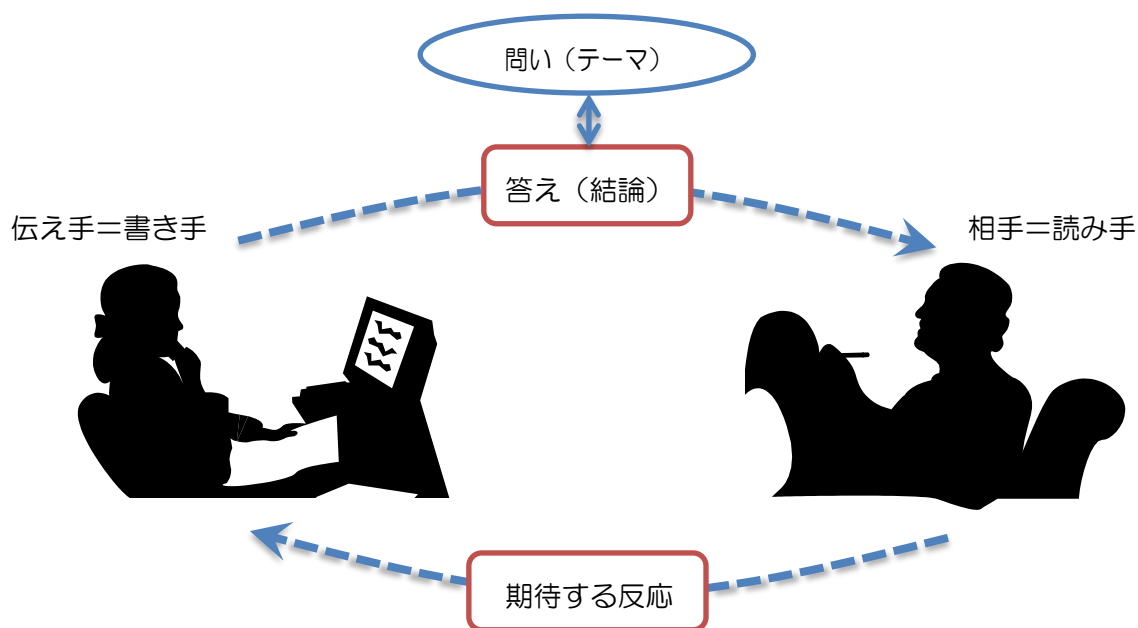 問い（テーマ）
答え（結論）
伝え手＝書き手
相手＝読み手
期待する反応